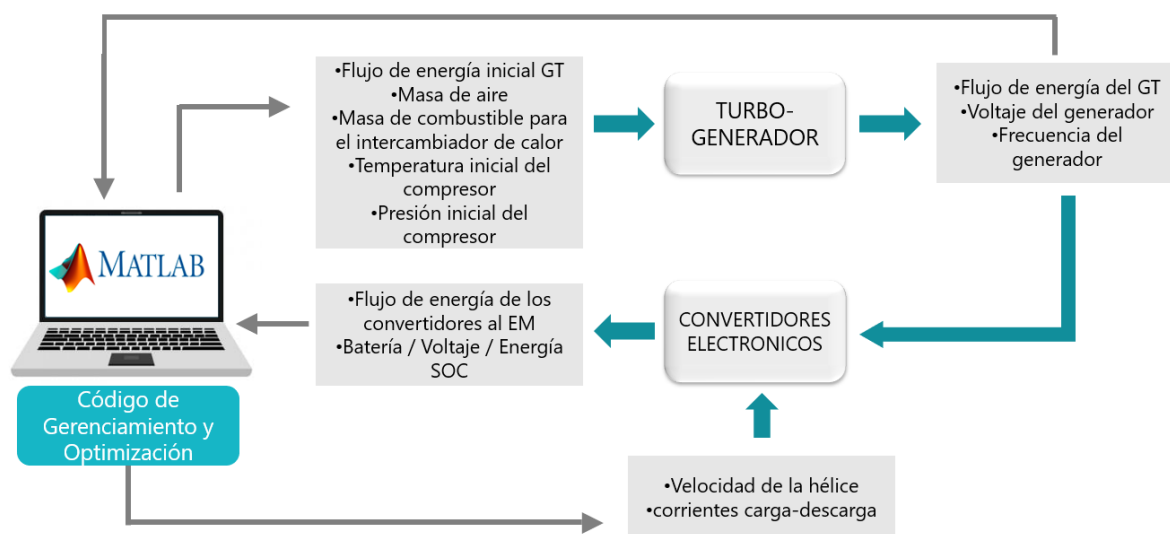 •Flujo de energía inicial GT
•Masa de aire
•Masa de combustible para
el intercambiador de calor
•Temperatura inicial del
compresor
•Presión inicial del
compresor
TURBO-
GENERADOR
•Flujo de energía del GT
•Voltaje del generador
•Frecuencia del
generador
MATLAB
•Flujo de energía de los
convertidores al EM
•Batería / Voltaje / Energía
SOC
CONVERTIDORES
ELECTRONICOS
Código de
Gerenciamiento y
Optimización
•Velocidad de la hélice
•corrientes carga-descarga